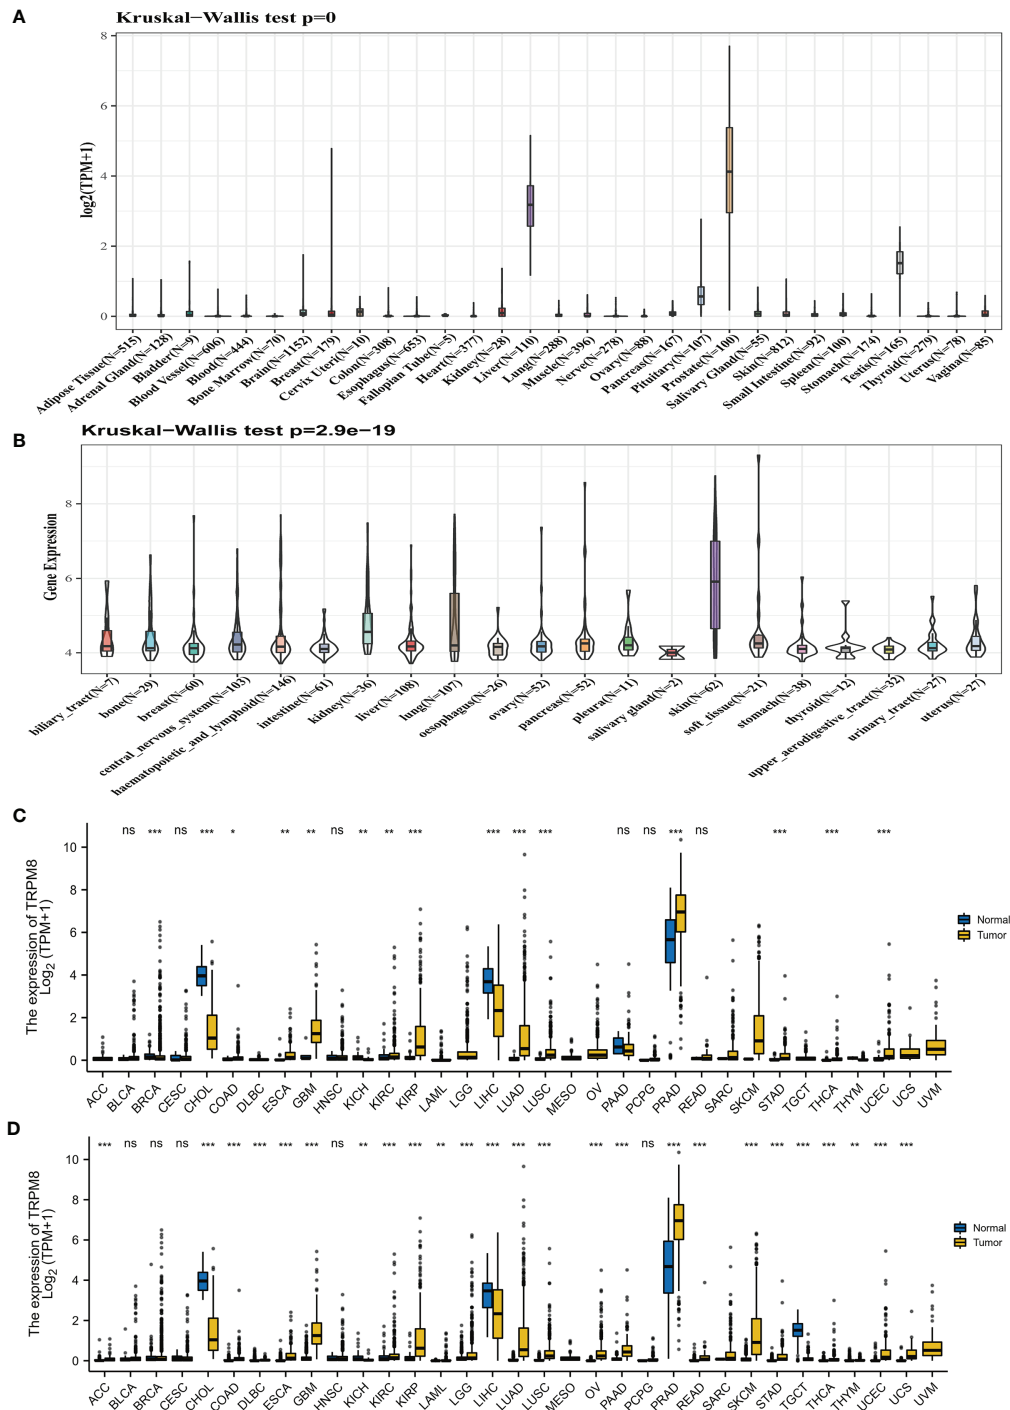 A
Kruskal−Wallis test p=0
log2(TPM+1)
8
6
4
2
0
Adipose Tissue(N=515)
Adrenal Gland(N=128)
Bladder(N=9)
Blood Vessel(N=606)
Blood(N=444)
Bone Marrow(N=70)
Brain(N=1152)
Breast(N=179)
Cervix Uteri(N=10)
Colon(N=308)
Esophagus(N=653)
Fallopian Tube(N=5)
Heart(N=377)
Kidney(N=28)
Liver(N=110)
Lung(N=288)
Muscle(N=396)
Nerve(N=278)
Ovary(N=88)
Pancreas(N=167)
Pituitary(N=107)
Prostate(N=100)
Salivary Gland(N=55)
Skin(N=812)
Small Intestine(N=92)
Spleen(N=100)
Stomach(N=174)
Testis(N=165)
Thyroid(N=279)
Uterus(N=78)
Vagina(N=85)
B
Kruskal−Wallis test p=2.9e−19
Gene Expression
8
6
4
biliary_tract(N=7)
bone(N=29)
breast(N=60)
central_nervous_system(N=103)
haematopoietic_and_lymphoid(N=146)
intestine(N=61)
kidney(N=36)
liver(N=108)
lung(N=107)
oesophagus(N=26)
ovary(N=52)
pancreas(N=52)
pleura(N=11)
salivary gland(N=2)
skin(N=62)
soft_tissue(N=21)
stomach(N=38)
thyroid(N=12)
upper_aerodigestive_tract(N=32)
urinary_tract(N=27)
uterus(N=27)
C
ns *** ns *** * ** ** ns ** ** *** *** *** *** ns ns *** ns *** *** ***
The expression of TRPM8
Log2 (TPM+1)
10
8
6
4
2
0
Normal
Tumor
ACC BLCA BRCA CESC CHOL COAD DLBC ESCA GBM HNSC KICH KIRC KIRP LAML LGG LIHC LUAD LUSC MESO OV PAAD PCPG PRAD READ SARC SKCM STAD TGCT THCA THYM UCEC UCS UVM
D
*** ns ns ns *** *** *** *** *** ns ** *** *** ** *** *** *** *** *** *** ns *** *** *** *** *** *** ** *** ***
The expression of TRPM8
Log2 (TPM+1)
10
8
6
4
2
0
Normal
Tumor
ACC BLCA BRCA CESC CHOL COAD DLBC ESCA GBM HNSC KICH KIRC KIRP LAML LGG LIHC LUAD LUSC MESO OV PAAD PCPG PRAD READ SARC SKCM STAD TGCT THCA THYM UCEC UCS UVM